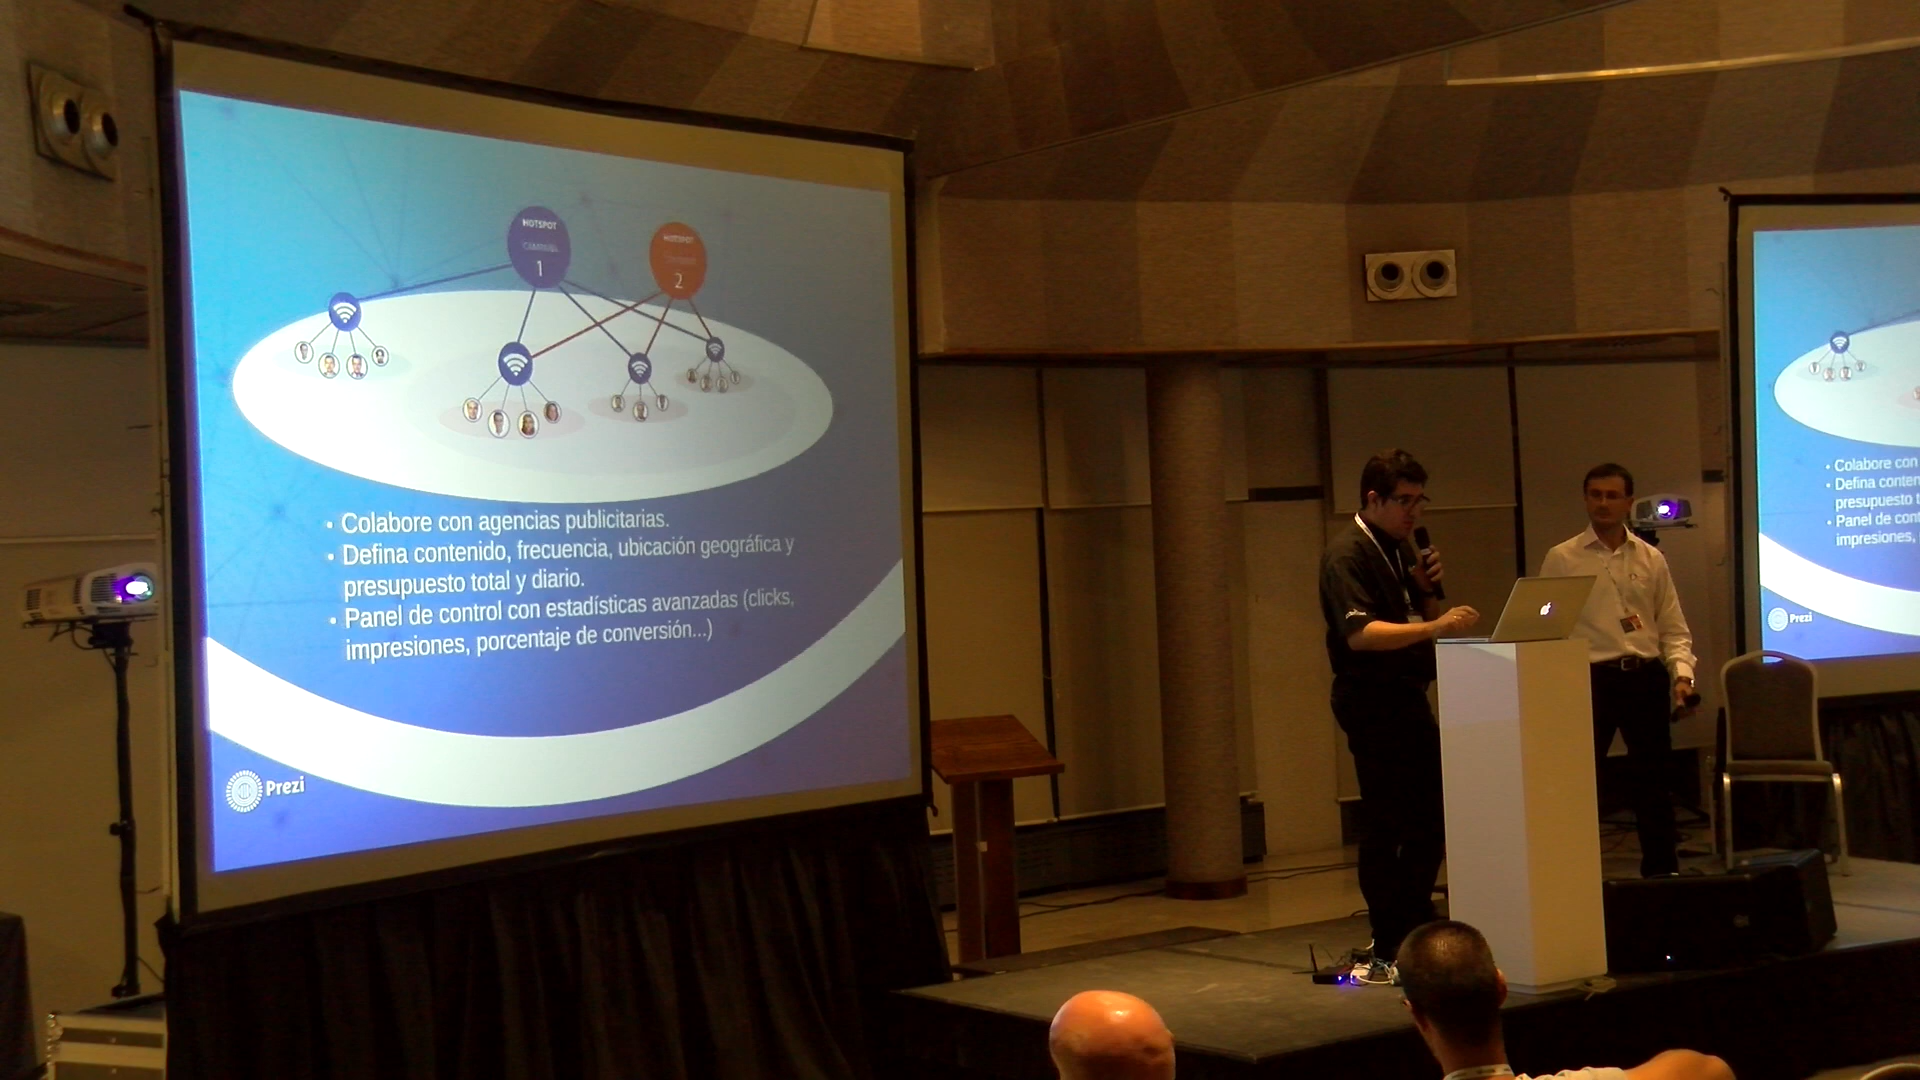 HOTSPOT
1
HOTSPOT
2
• Colabore con agencias publicitarias.
• Defina contenido, frecuencia, ubicación geográfica y
presupuesto total y diario.
• Panel de control con estadísticas avanzadas (clicks,
impresiones, porcentaje de conversión...)
Prezi
• Colabore con
• Defina conten
presupuesto t
• Panel de cont
impresiones,
Prezi